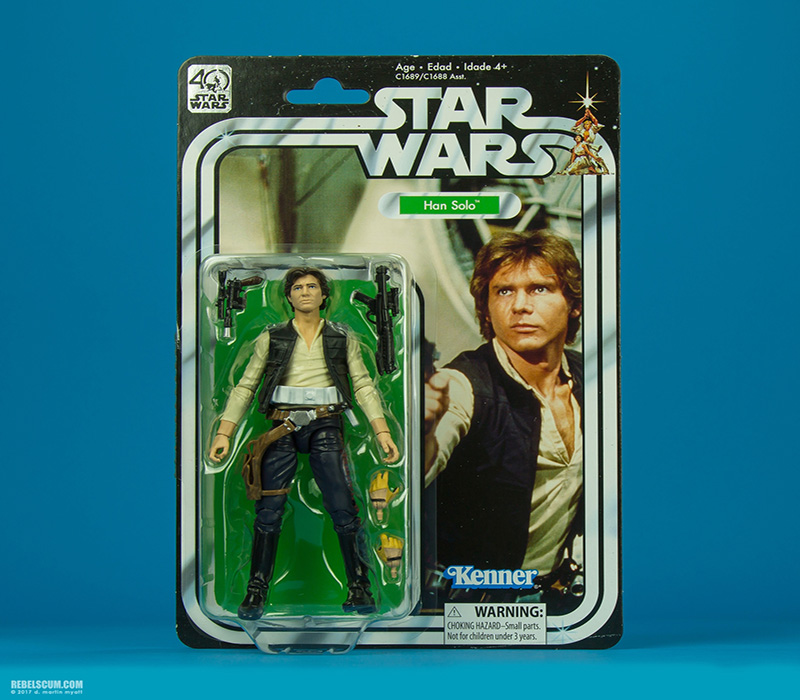 Age • Edad • Idade 4+
C1689/C1688 Asst.
40
STAR
WARS
STAR
WARS
Han Solo™
Kenner
WARNING:
CHOKING HAZARD–Small parts.
Not for children under 3 years.
REBELSCUM.COM
© 2017 d. martin myatt